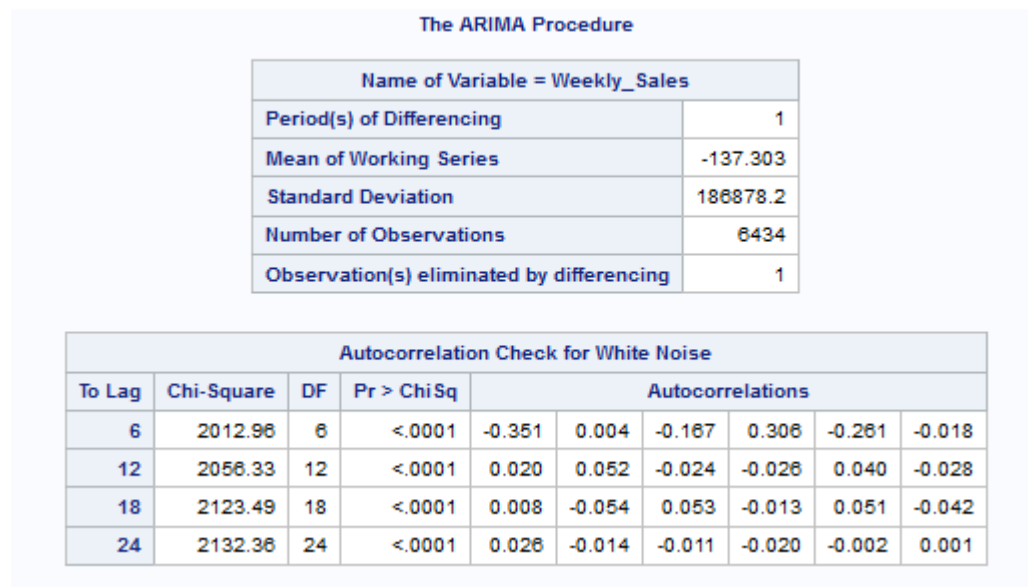 The ARIMA Procedure
Name of Variable = Weekly_Sales
Period(s) of Differencing 1
Mean of Working Series -137.303
Standard Deviation 186878.2
Number of Observations 6434
Observation(s) eliminated by differencing 1
Autocorrelation Check for White Noise
To Lag Chi-Square DF Pr > ChiSq Autocorrelations
6 2012.96 6 <.0001 -0.351 0.004 -0.167 0.306 -0.261 -0.018
12 2056.33 12 <.0001 0.020 0.052 -0.024 -0.026 0.040 -0.028
18 2123.49 18 <.0001 0.008 -0.054 0.053 -0.013 0.051 -0.042
24 2132.36 24 <.0001 0.026 -0.014 -0.011 -0.020 -0.002 0.001